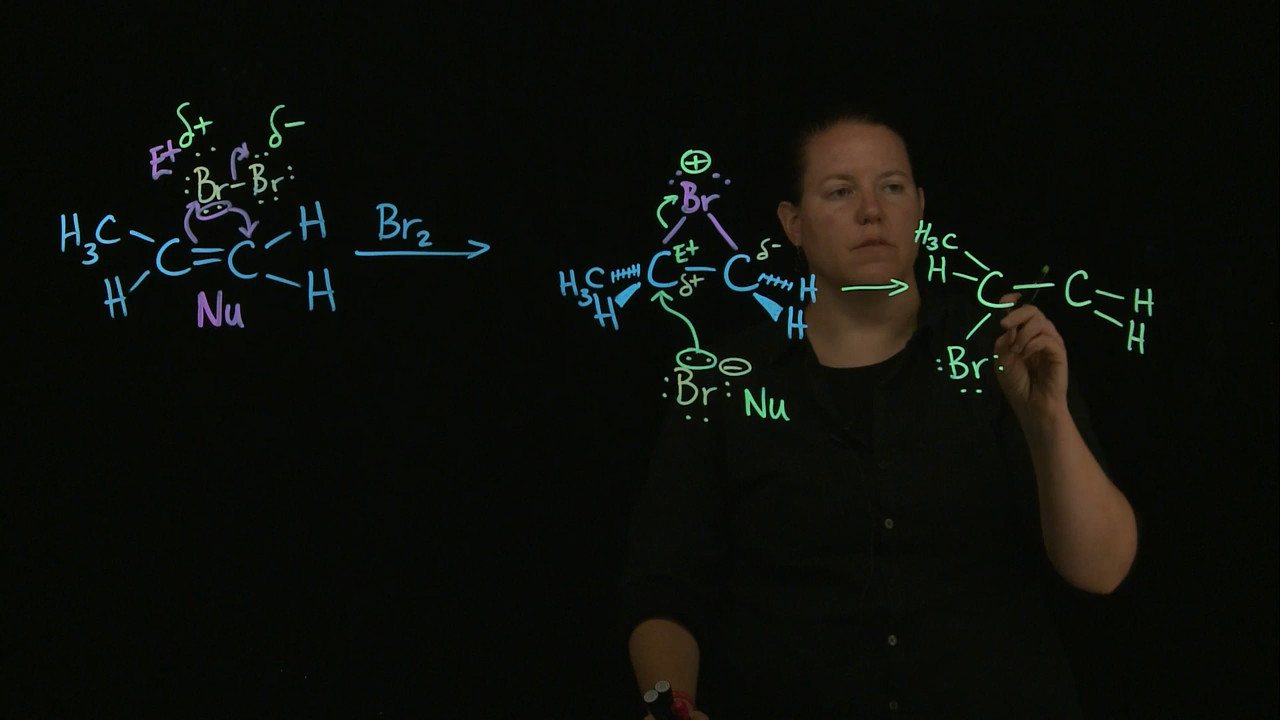 δ+ δ-
E+ :Br-Br:
H₃C H
C=C
H H
Nu
Br₂
⊕
Br
H₃C C E+ δ+ C δ- H
H H
:Br: ⊖
Nu
H₃C
H C C H
H
:Br: